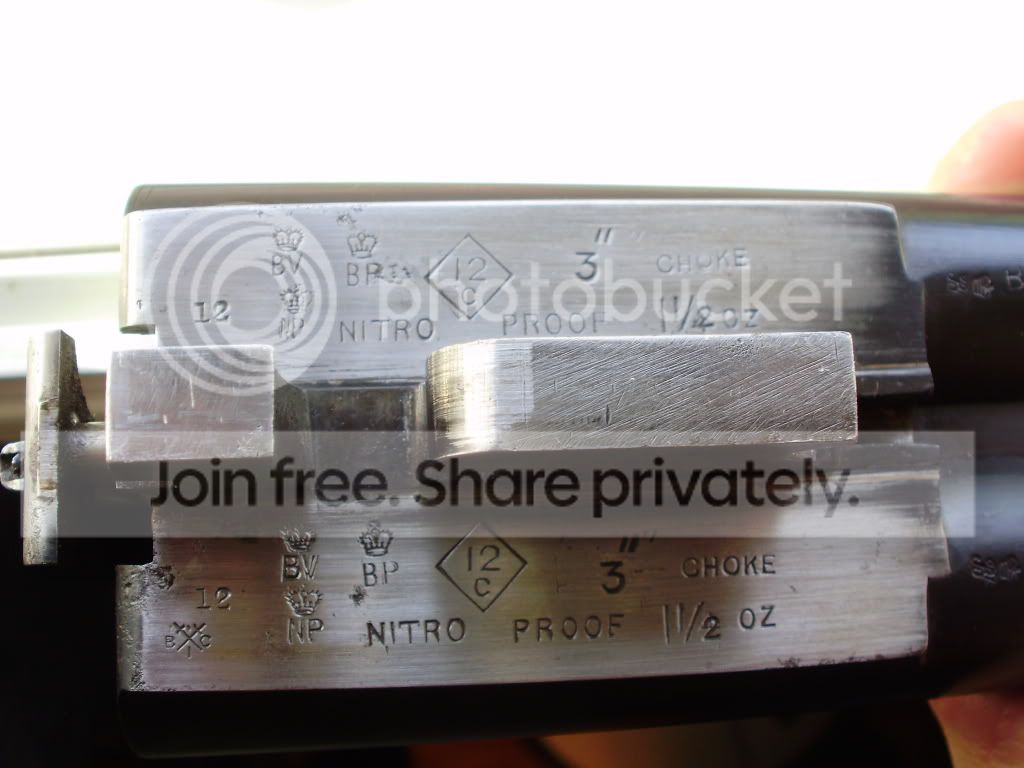 BV BP 12 C 3" CHOKE
12 NP NITRO PROOF 1 1/2 OZ
photobucket
Join free. Share privately.
BV BP 12 C 3" CHOKE
12 NP NITRO PROOF 1 1/2 OZ
B C
1